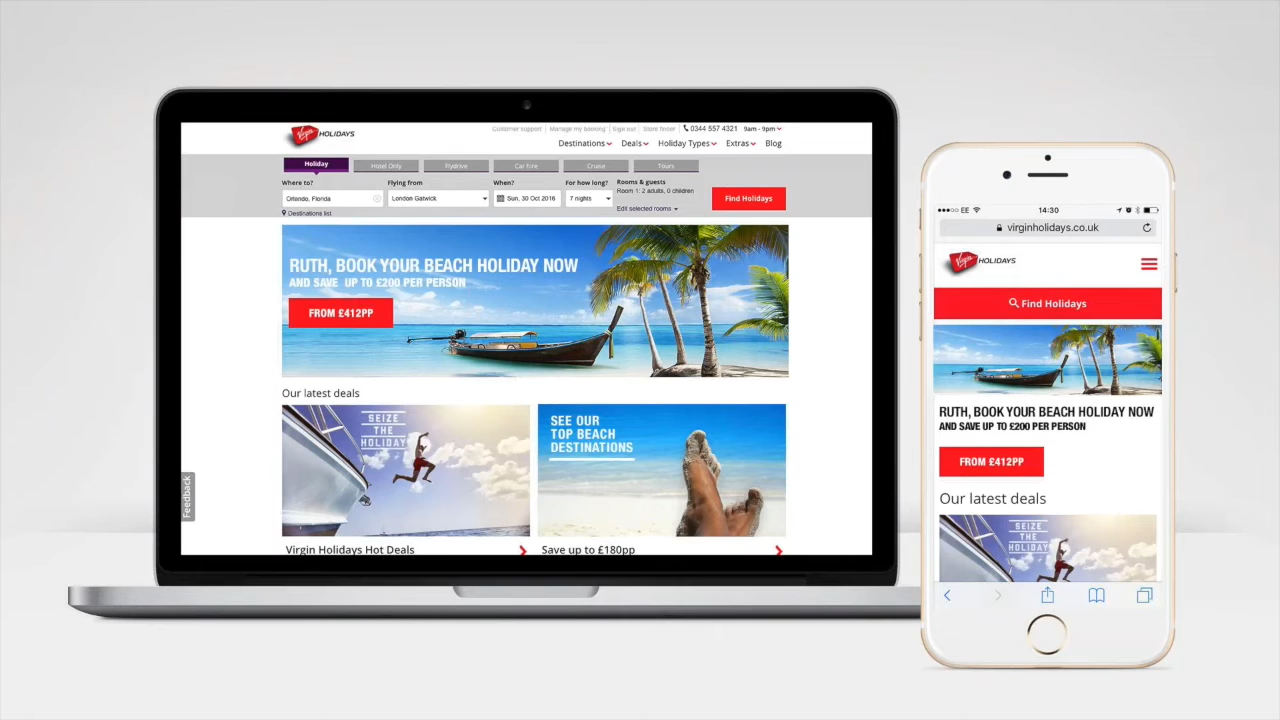 Virgin HOLIDAYS
Customer support | Manage my booking | Sign out | Store finder | 0344 557 4321 9am - 9pm
Destinations Deals Holiday Types Extras Blog
Holiday Hotel Only Flydrive Car hire Cruise Tours
Where to? Flying from When? For how long? Rooms & guests
Room 1: 2 adults, 0 children
Orlando, Florida London Gatwick Sun, 30 Oct 2016 7 nights Find Holidays
Edit selected rooms
Destinations list
RUTH, BOOK YOUR BEACH HOLIDAY NOW
AND SAVE UP TO £200 PER PERSON
FROM £412PP
Our latest deals
SEIZE
THE
HOLIDAY
SEE OUR
TOP BEACH
DESTINATIONS
Feedback
Virgin Holidays Hot Deals
Save up to £180pp
EE 14:30
virginholidays.co.uk
Virgin HOLIDAYS
Find Holidays
RUTH, BOOK YOUR BEACH HOLIDAY NOW
AND SAVE UP TO £200 PER PERSON
FROM £412PP
Our latest deals
SEIZE
THE
HOLIDAY